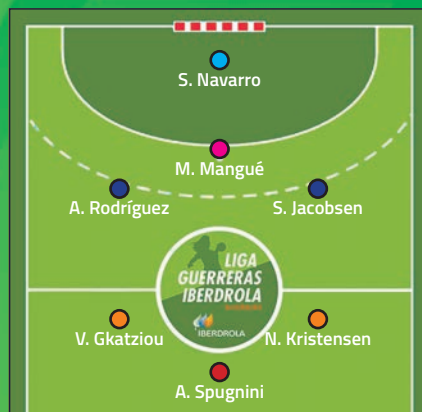 S. Navarro
M. Mangué
A. Rodríguez S. Jacobsen
LIGA
GUERRERAS
IBERDROLA
IBERDROLA
V. Gkatziou N. Kristensen
A. Spugnini